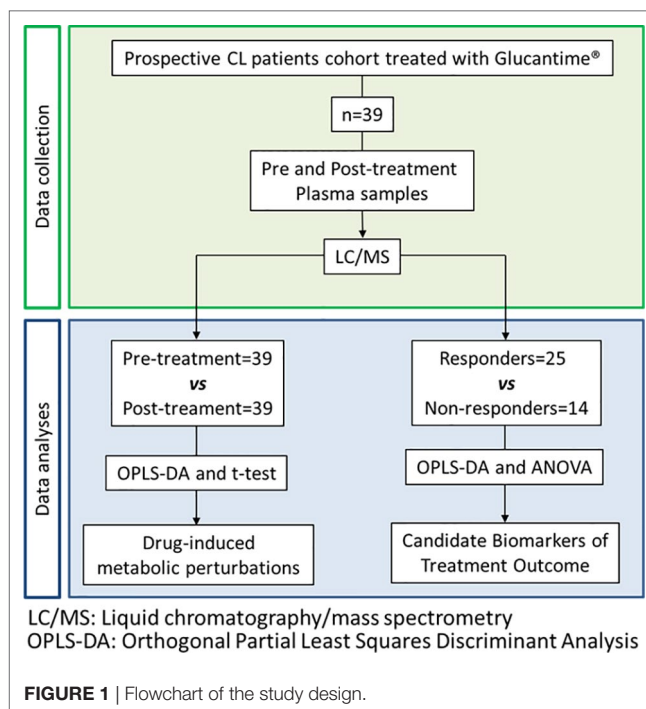 Data collection
Prospective CL patients cohort treated with Glucantime®
n=39
Pre and Post-treatment
Plasma samples
LC/MS
Data analyses
Pre-treatment=39
vs
Post-treament=39
OPLS-DA and t-test
Drug-induced
metabolic perturbations
Responders=25
vs
Non-responders=14
OPLS-DA and ANOVA
Candidate Biomarkers of
Treatment Outcome
LC/MS: Liquid chromatography/mass spectrometry
OPLS-DA: Orthogonal Partial Least Squares Discriminant Analysis
FIGURE 1 | Flowchart of the study design.